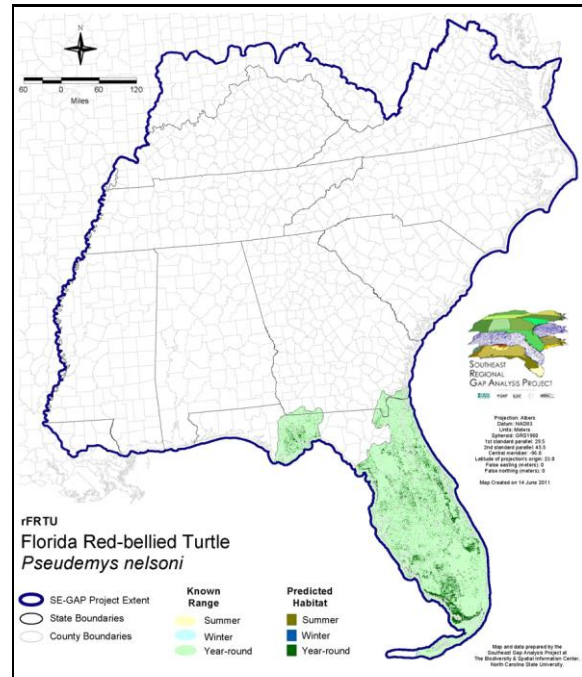 N
60 30 0 60 120
Miles
SOUTHEAST
REGIONAL
GAP ANALYSIS PROJECT
Projection: Albers
Datum: NAD83
Units: Meters
Spheroid: GRS1980
1st standard parallel: 29.5
2nd standard parallel: 45.5
Central meridian: -96.0
Latitude of projection's origin: 23.0
False easting (meters): 0
False northing (meters): 0
Map Created on 14 June 2011
rFRTU
Florida Red-bellied Turtle
Pseudemys nelsoni
SE-GAP Project Extent
State Boundaries
County Boundaries
Known
Range
Summer
Winter
Year-round
Predicted
Habitat
Summer
Winter
Year-round
Map and data prepared by the
Southeast Gap Analysis Project at
The Biodiversity & Spatial Information Center,
North Carolina State University.